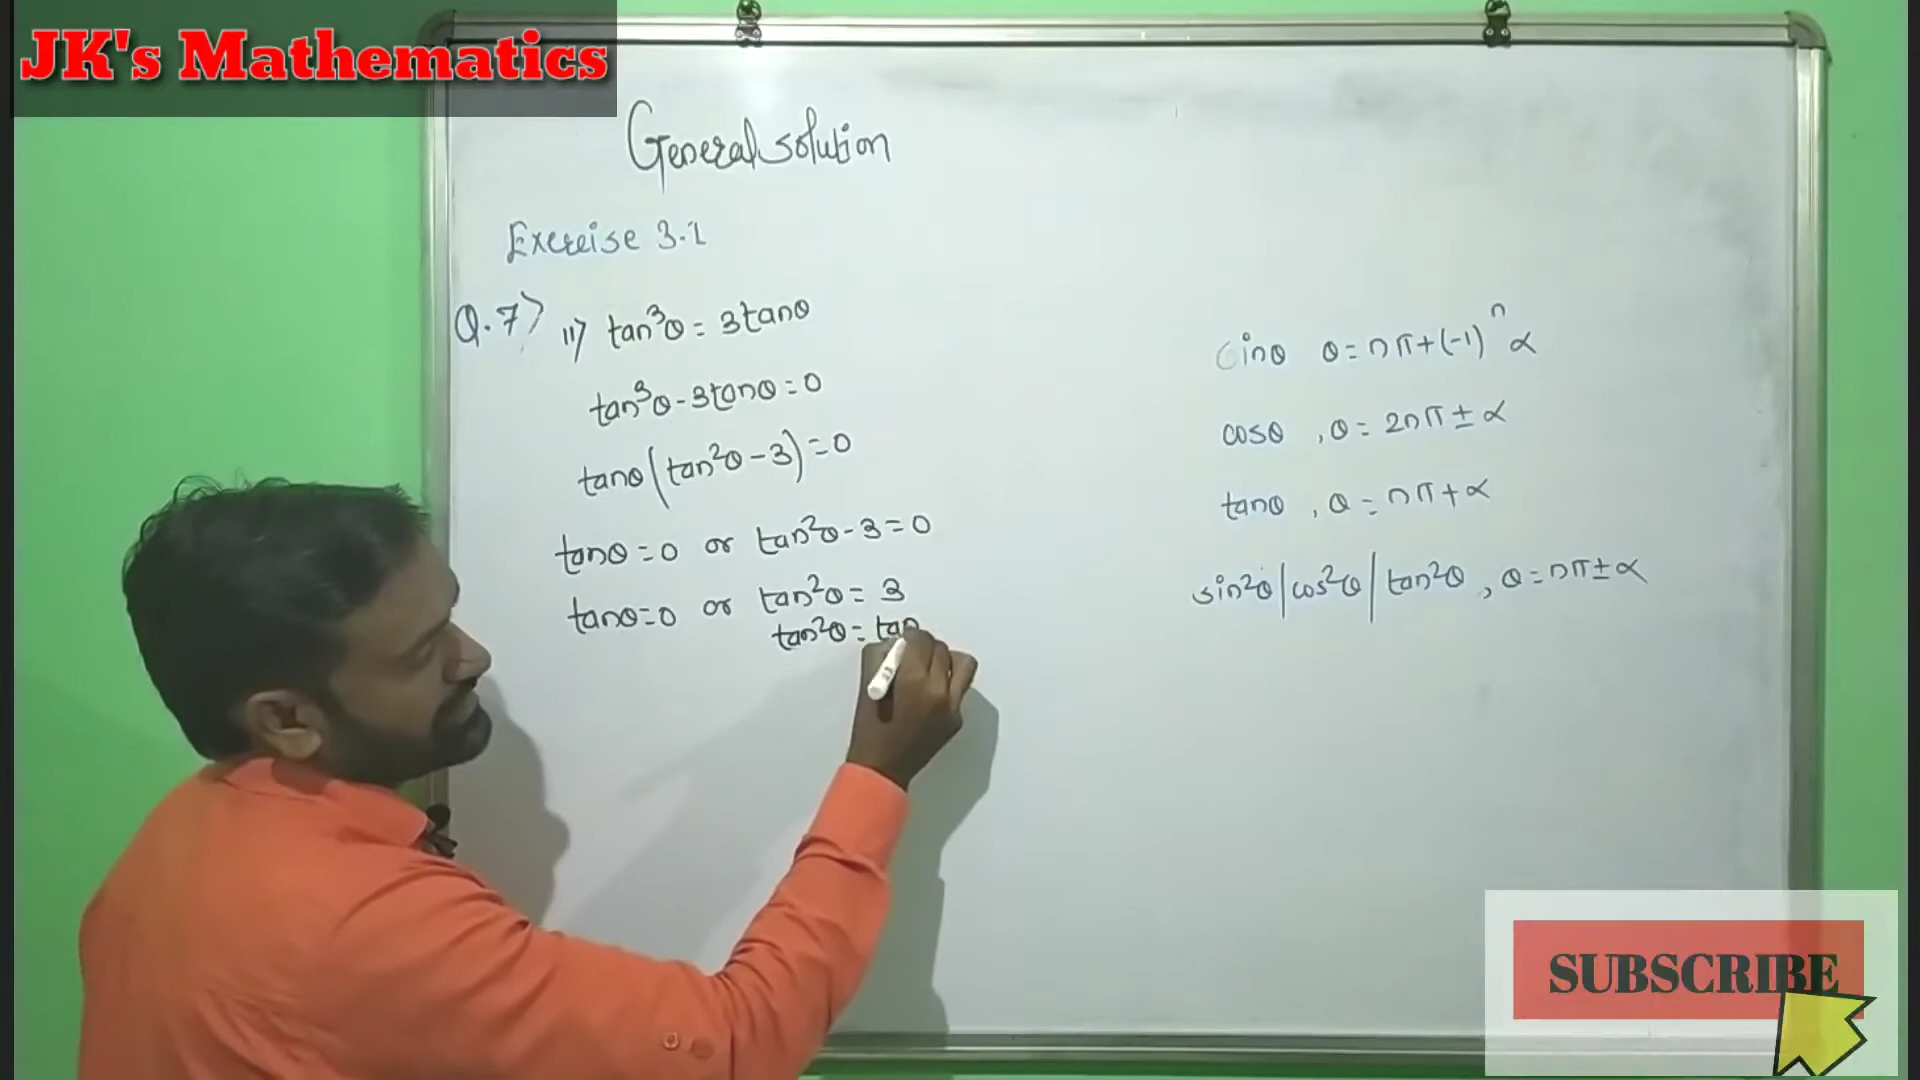 JK's Mathematics
General solution
Exercise 3.1
Q.7) ii) tan³θ = 3tanθ
tan³θ - 3tanθ = 0
tanθ(tan²θ - 3) = 0
tanθ = 0 or tan²θ - 3 = 0
tanθ = 0 or tan²θ = 3
tan²θ = tan
inθ θ = nπ + (-1)ⁿ α
cosθ , θ = 2nπ ± α
tanθ , θ = nπ + α
sin²θ | cos²θ | tan²θ , θ = nπ ± α
SUBSCRIBE